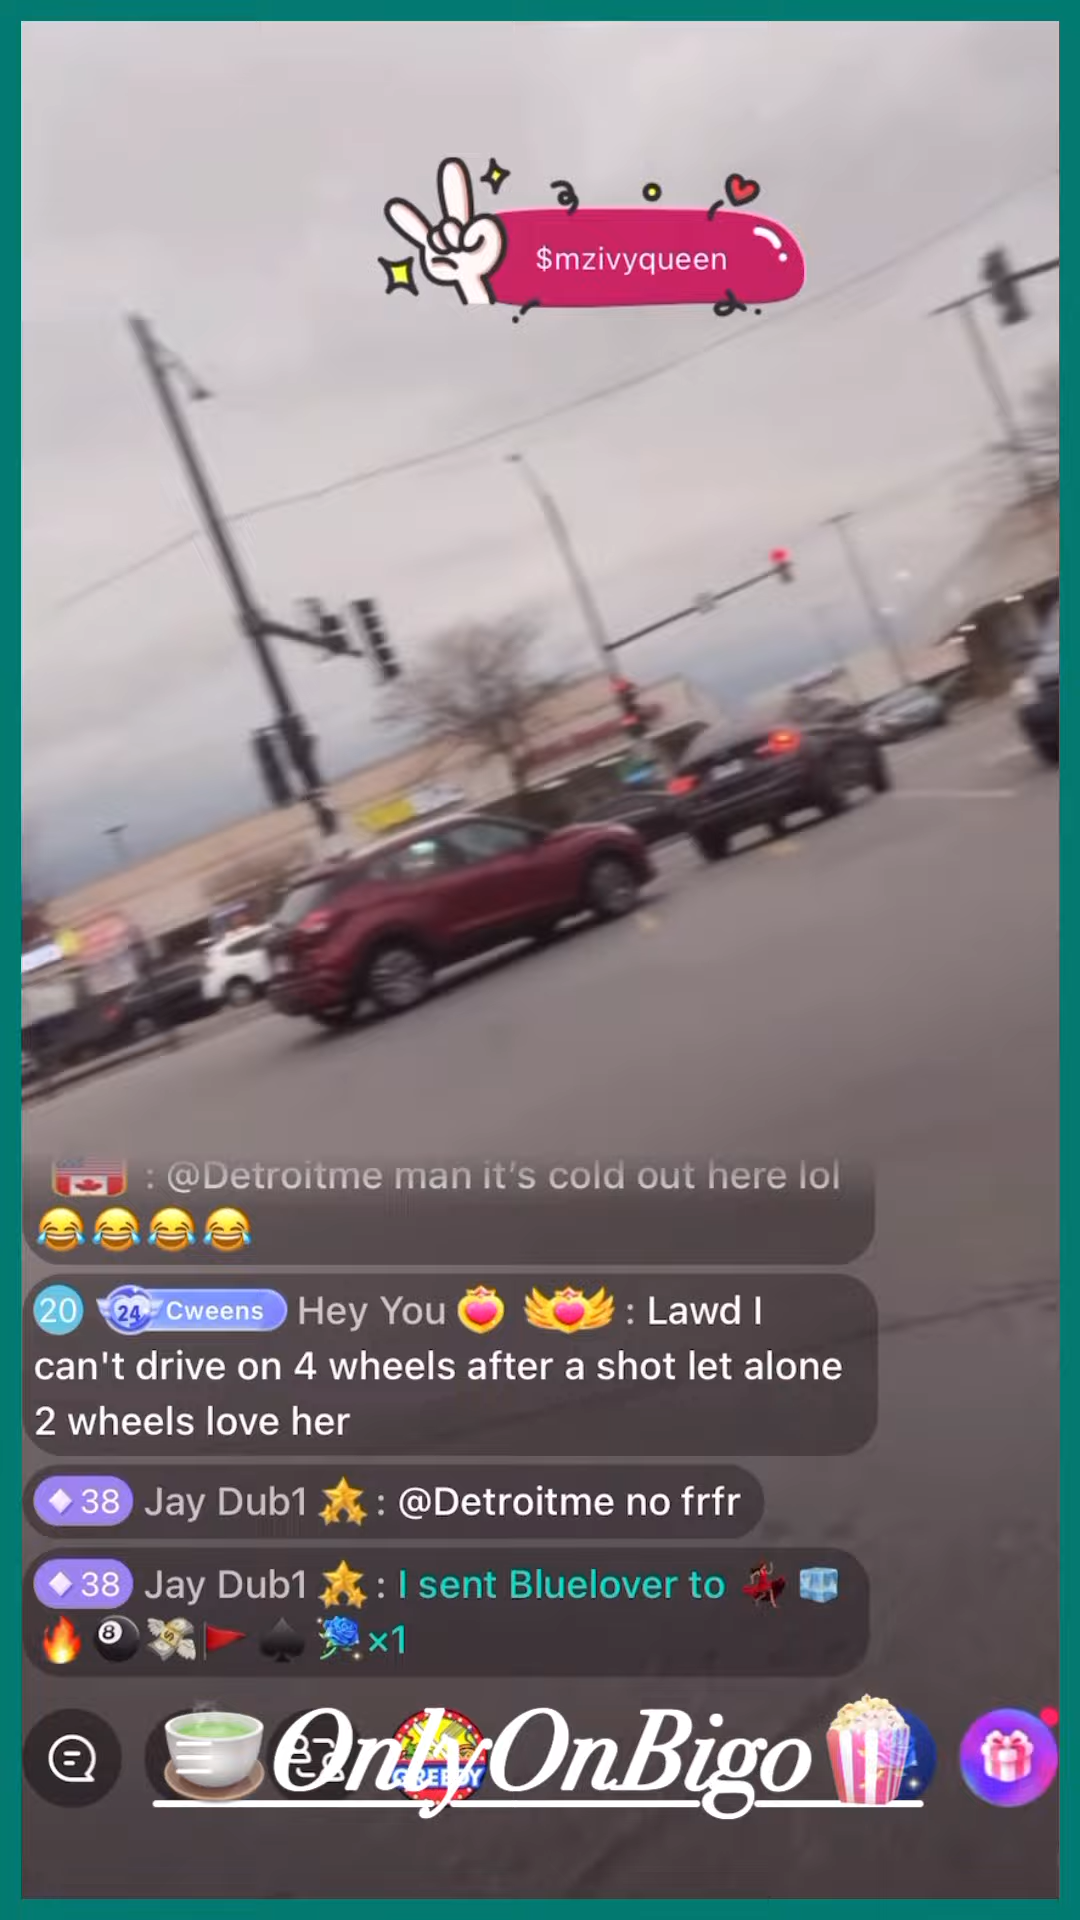 $mzivyqueen
: @Detroitme man it’s cold out here lol
😂😂😂😂
20 24 Cweens Hey You : Lawd I
can't drive on 4 wheels after a shot let alone
2 wheels love her
38 Jay Dub1 : @Detroitme no frfr
38 Jay Dub1 : I sent Bluelover to 💃🧊
🔥🎱💸🚩♠️ ×1
OnlyOnBigo
GREEDY